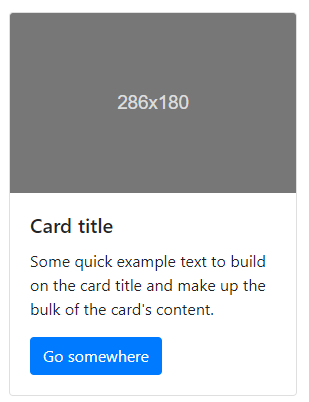 286x180
Card title
Some quick example text to build
on the card title and make up the
bulk of the card's content.
Go somewhere